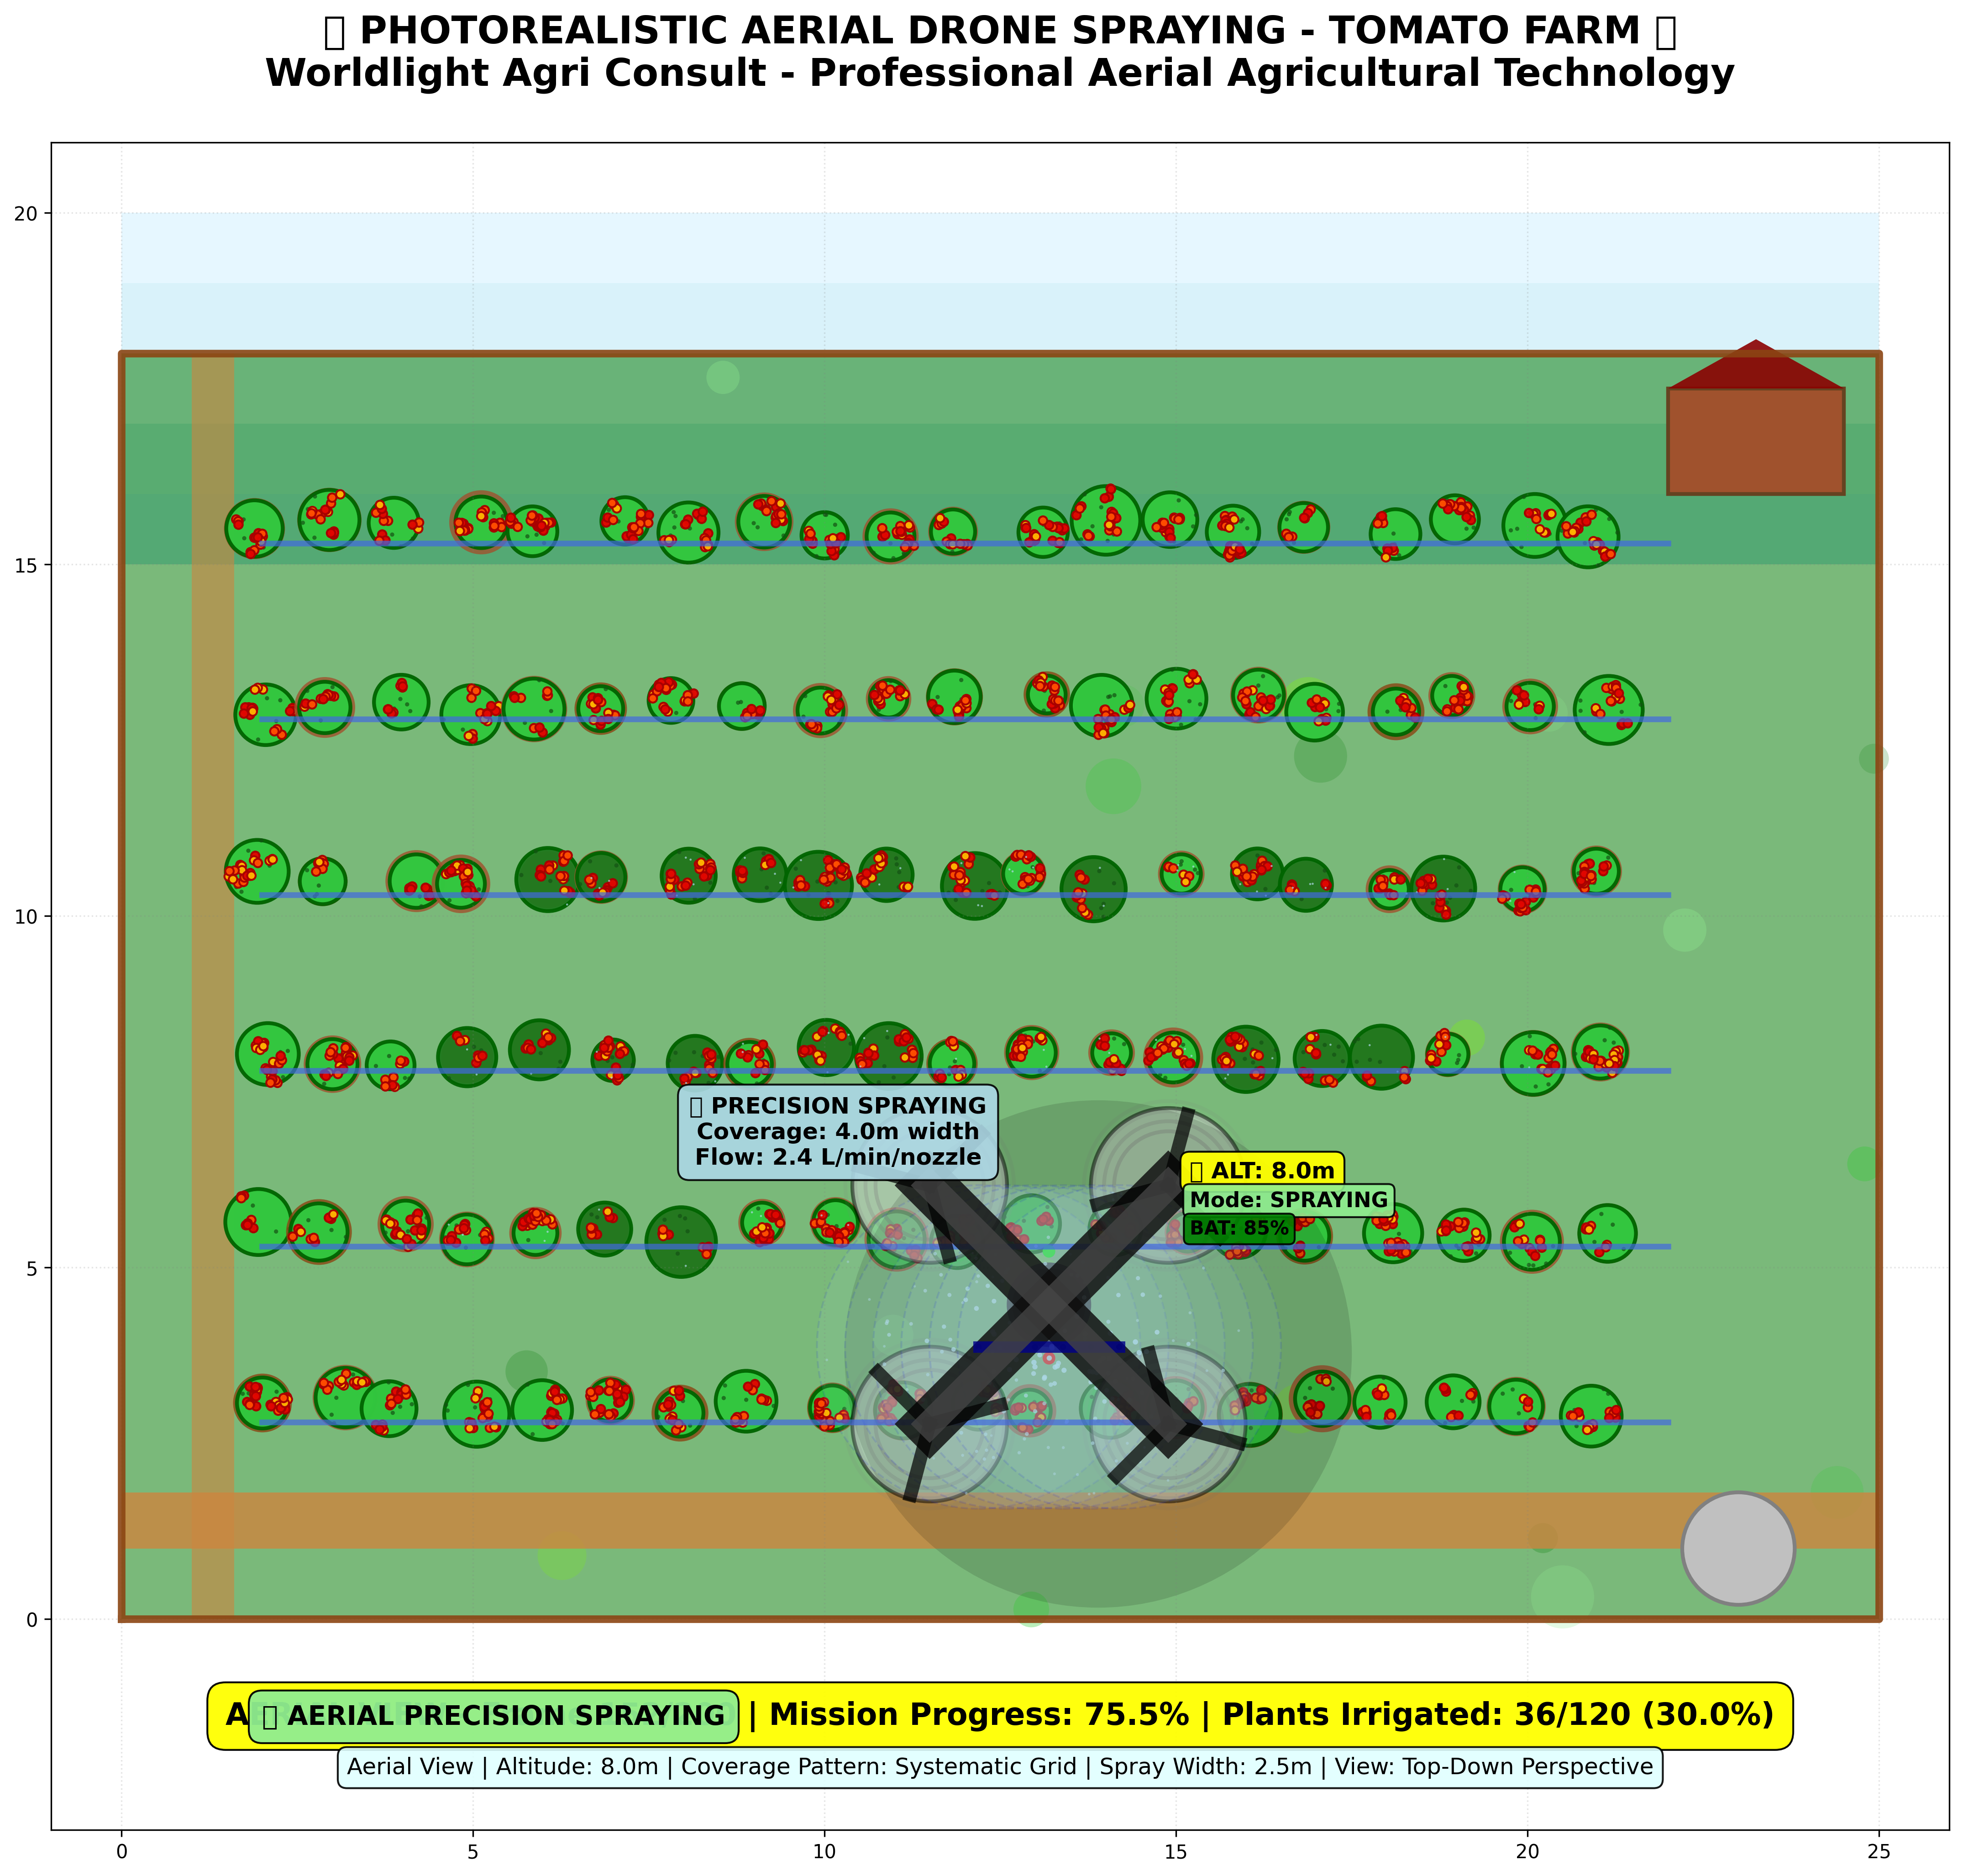 ▯ PHOTOREALISTIC AERIAL DRONE SPRAYING - TOMATO FARM ▯
Worldlight Agri Consult - Professional Aerial Agricultural Technology
20
15
10
5
0
▯ PRECISION SPRAYING
Coverage: 4.0m width
Flow: 2.4 L/min/nozzle
▯ ALT: 8.0m
Mode: SPRAYING
BAT: 85%
▯ AERIAL PRECISION SPRAYING | Mission Progress: 75.5% | Plants Irrigated: 36/120 (30.0%)
Aerial View | Altitude: 8.0m | Coverage Pattern: Systematic Grid | Spray Width: 2.5m | View: Top-Down Perspective
0 5 10 15 20 25